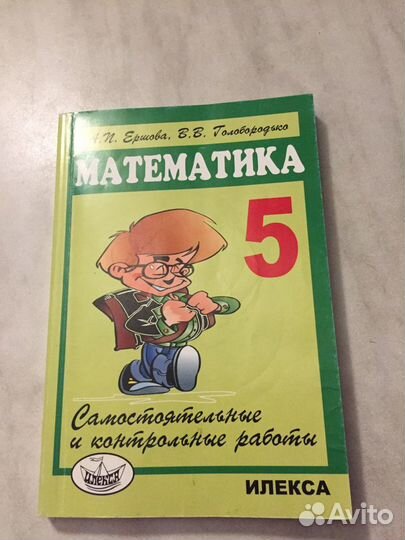 А.П. Ершова, В.В. Голобородько
МАТЕМАТИКА
5
Самостоятельные
и контрольные работы
ИЛЕКСА
ИЛЕКСА
Avito